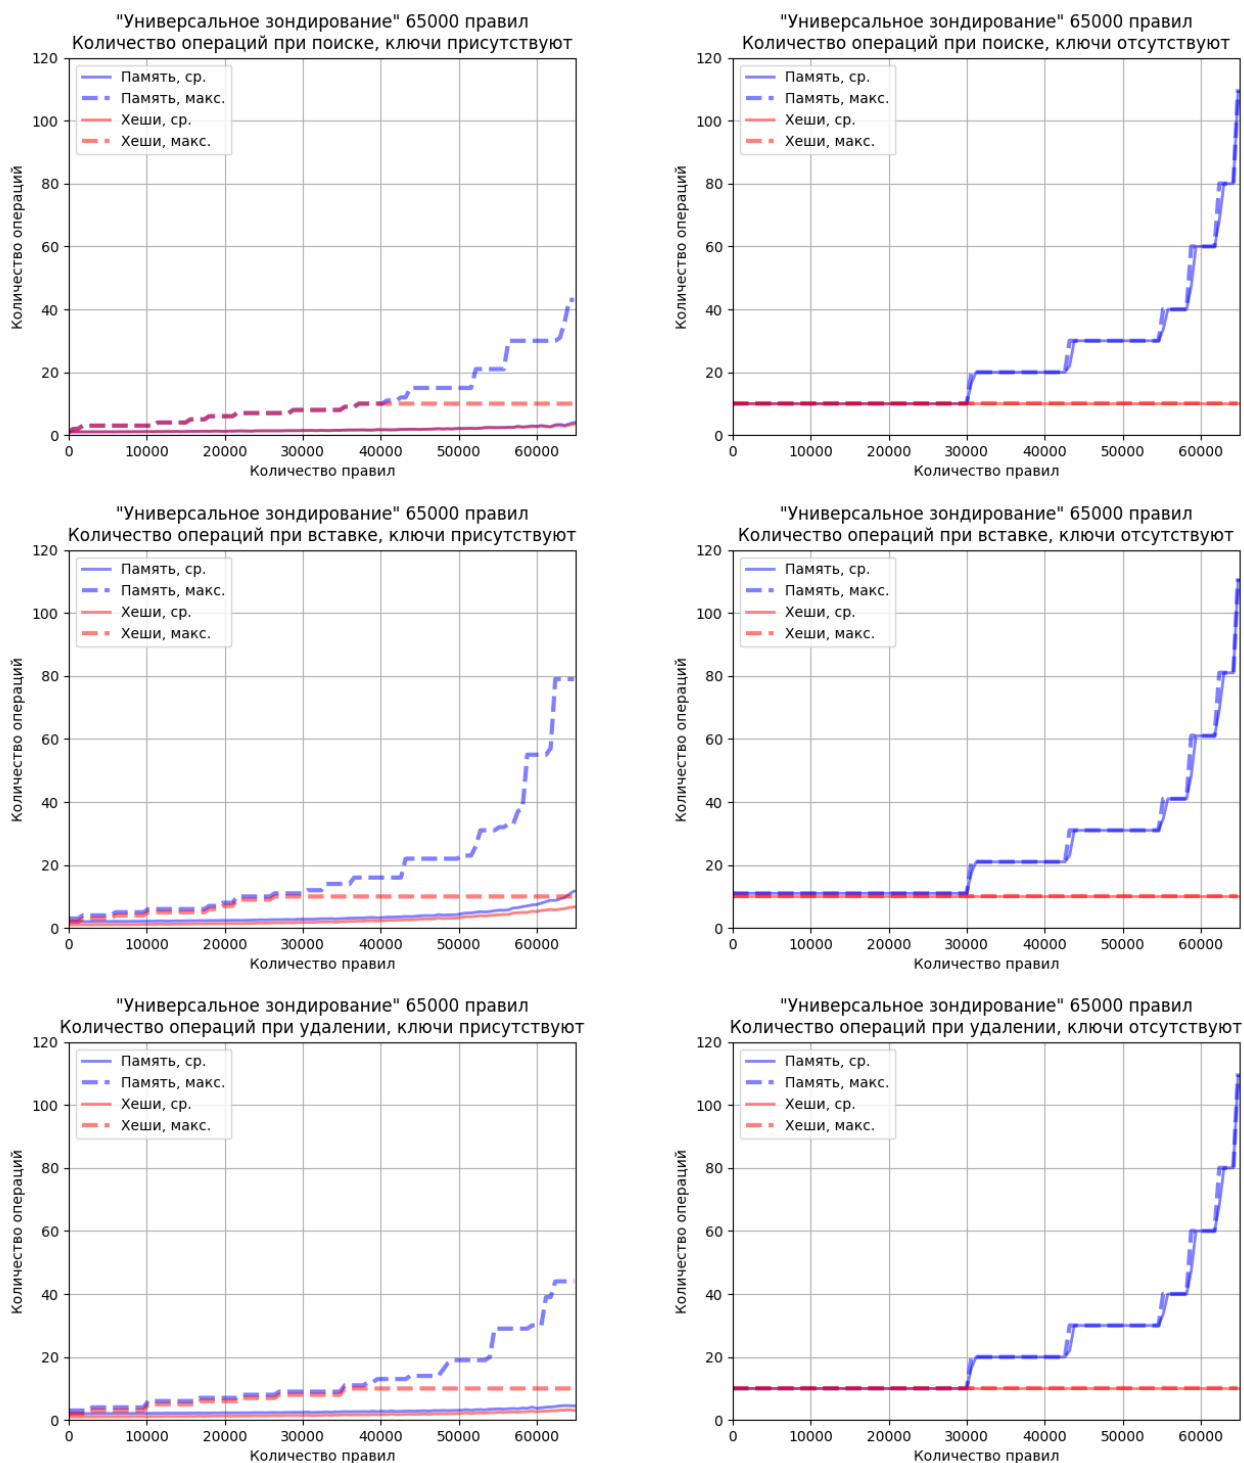 "Универсальное зондирование" 65000 правил
Количество операций при поиске, ключи присутствуют
120
100
80
60
40
20
0
Количество операций
Память, ср.
Память, макс.
Хеши, ср.
Хеши, макс.
0 10000 20000 30000 40000 50000 60000
Количество правил
"Универсальное зондирование" 65000 правил
Количество операций при поиске, ключи отсутствуют
120
100
80
60
40
20
0
Количество операций
Память, ср.
Память, макс.
Хеши, ср.
Хеши, макс.
0 10000 20000 30000 40000 50000 60000
Количество правил
"Универсальное зондирование" 65000 правил
Количество операций при вставке, ключи присутствуют
120
100
80
60
40
20
0
Количество операций
Память, ср.
Память, макс.
Хеши, ср.
Хеши, макс.
0 10000 20000 30000 40000 50000 60000
Количество правил
"Универсальное зондирование" 65000 правил
Количество операций при вставке, ключи отсутствуют
120
100
80
60
40
20
0
Количество операций
Память, ср.
Память, макс.
Хеши, ср.
Хеши, макс.
0 10000 20000 30000 40000 50000 60000
Количество правил
"Универсальное зондирование" 65000 правил
Количество операций при удалении, ключи присутствуют
120
100
80
60
40
20
0
Количество операций
Память, ср.
Память, макс.
Хеши, ср.
Хеши, макс.
0 10000 20000 30000 40000 50000 60000
Количество правил
"Универсальное зондирование" 65000 правил
Количество операций при удалении, ключи отсутствуют
120
100
80
60
40
20
0
Количество операций
Память, ср.
Память, макс.
Хеши, ср.
Хеши, макс.
0 10000 20000 30000 40000 50000 60000
Количество правил